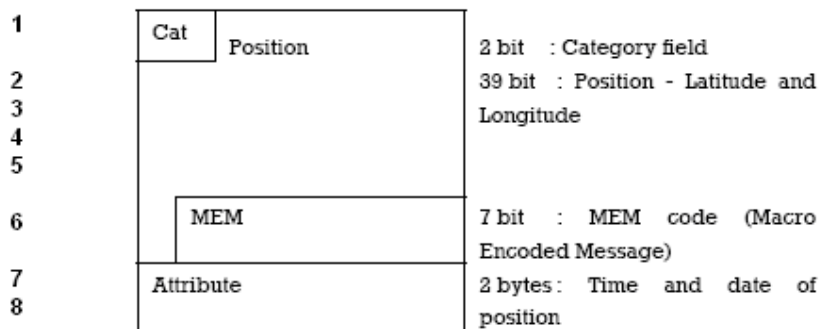 1
Cat
Position
2 bit : Category field
2
39 bit : Position - Latitude and
3
Longitude
4
5
6
MEM
7 bit : MEM code (Macro
Encoded Message)
7
Attribute
2 bytes : Time and date of
8
position